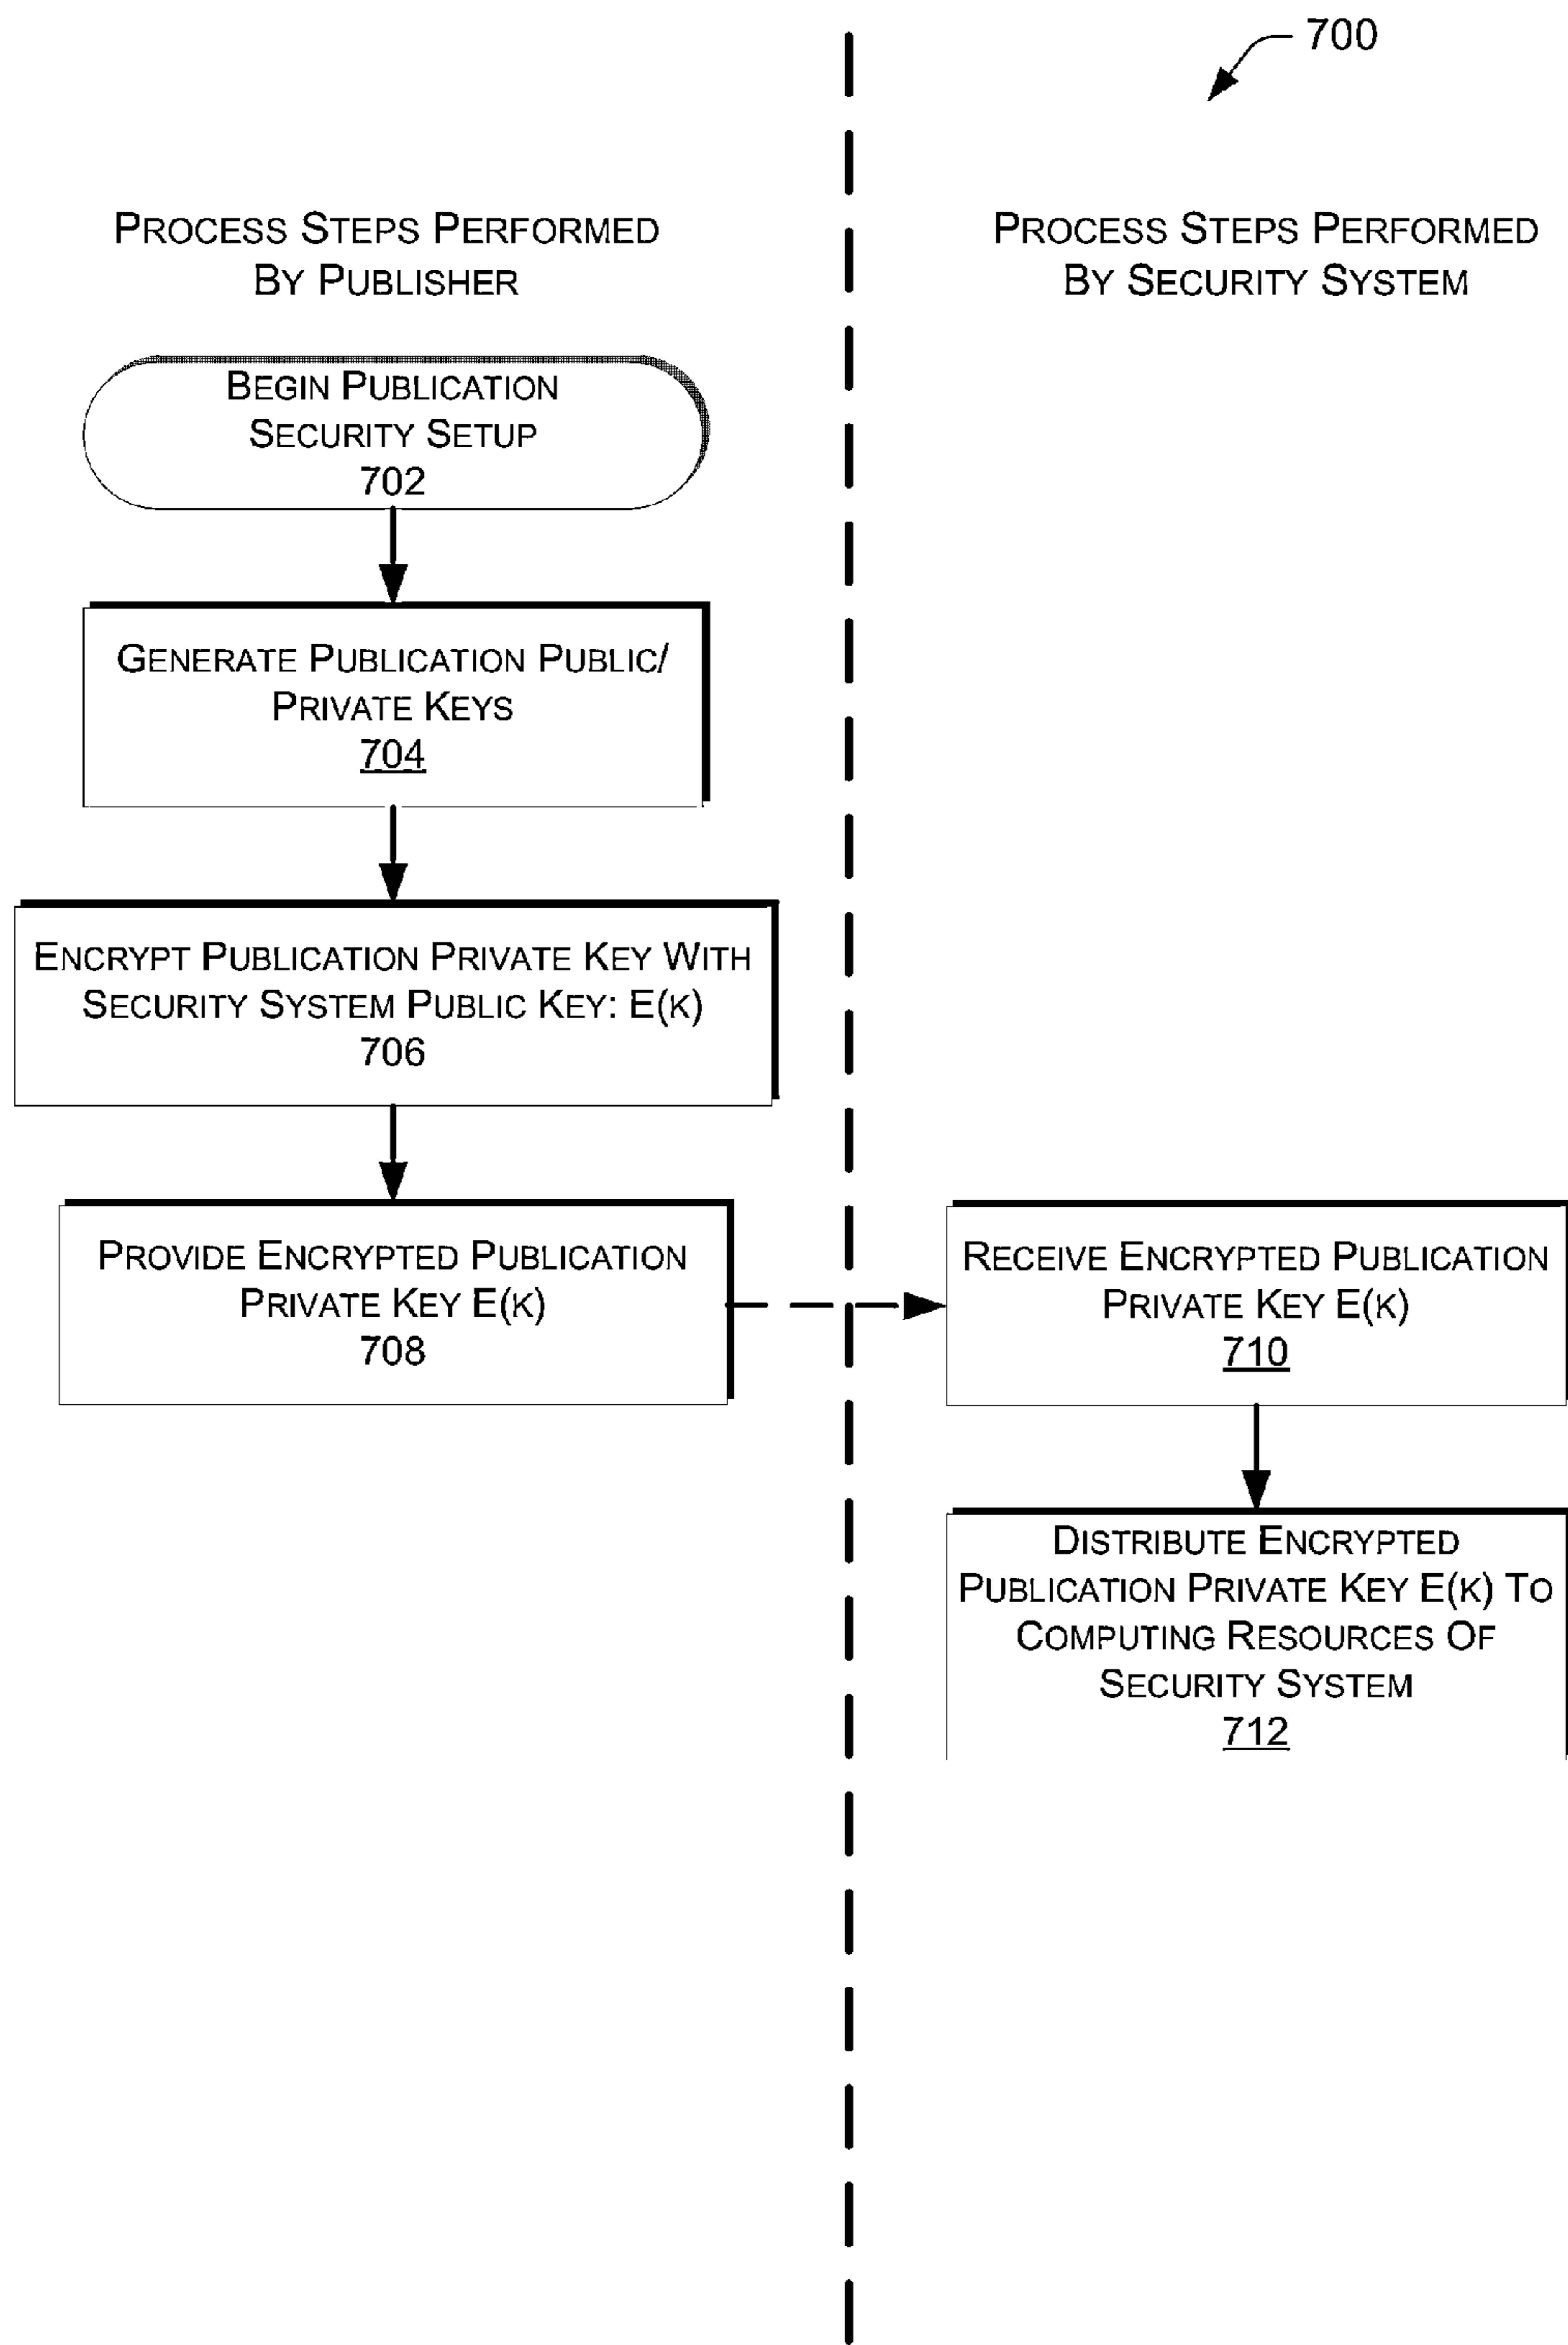 700
PROCESS STEPS PERFORMED
BY PUBLISHER
PROCESS STEPS PERFORMED
BY SECURITY SYSTEM
BEGIN PUBLICATION
SECURITY SETUP
702
GENERATE PUBLICATION PUBLIC/
PRIVATE KEYS
704
ENCRYPT PUBLICATION PRIVATE KEY WITH
SECURITY SYSTEM PUBLIC KEY: E(K)
706
PROVIDE ENCRYPTED PUBLICATION
PRIVATE KEY E(K)
708
RECEIVE ENCRYPTED PUBLICATION
PRIVATE KEY E(K)
710
DISTRIBUTE ENCRYPTED
PUBLICATION PRIVATE KEY E(K) TO
COMPUTING RESOURCES OF
SECURITY SYSTEM
712